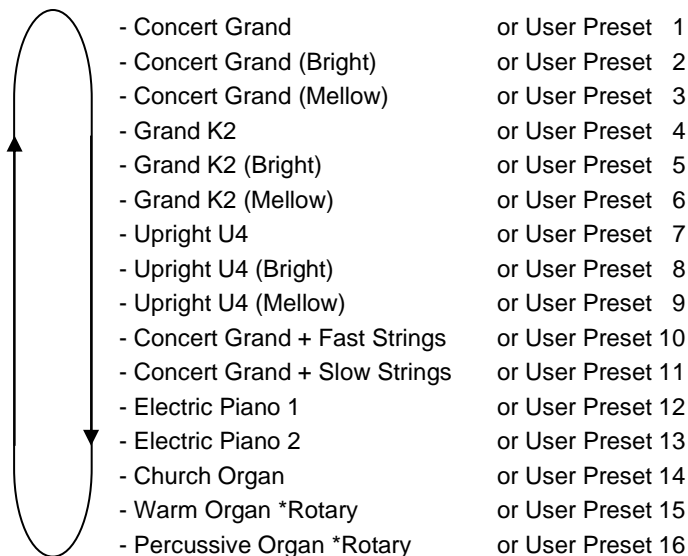 - Concert Grand or User Preset 1
- Concert Grand (Bright) or User Preset 2
- Concert Grand (Mellow) or User Preset 3
- Grand K2 or User Preset 4
- Grand K2 (Bright) or User Preset 5
- Grand K2 (Mellow) or User Preset 6
- Upright U4 or User Preset 7
- Upright U4 (Bright) or User Preset 8
- Upright U4 (Mellow) or User Preset 9
- Concert Grand + Fast Strings or User Preset 10
- Concert Grand + Slow Strings or User Preset 11
- Electric Piano 1 or User Preset 12
- Electric Piano 2 or User Preset 13
- Church Organ or User Preset 14
- Warm Organ *Rotary or User Preset 15
- Percussive Organ *Rotary or User Preset 16